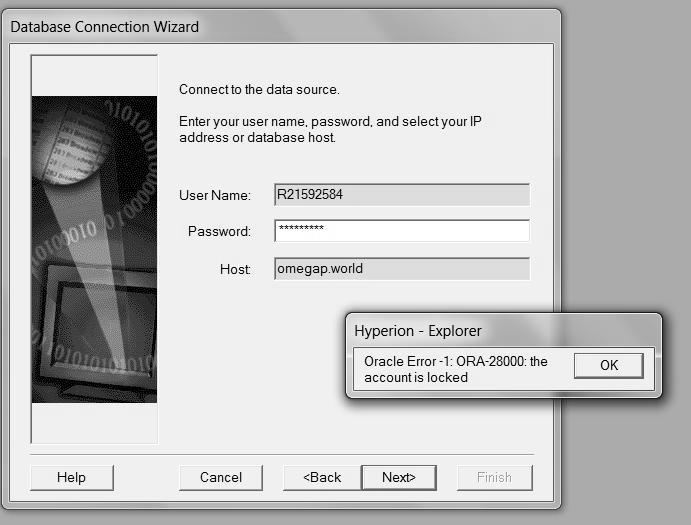 Database Connection Wizard
Connect to the data source.
Enter your user name, password, and select your IP
address or database host.
User Name:
R21592584
Password:
*********
Host:
omegap.world
Hyperion - Explorer
Oracle Error -1: ORA-28000: the
account is locked
OK
Help
Cancel
<Back
Next>
Finish